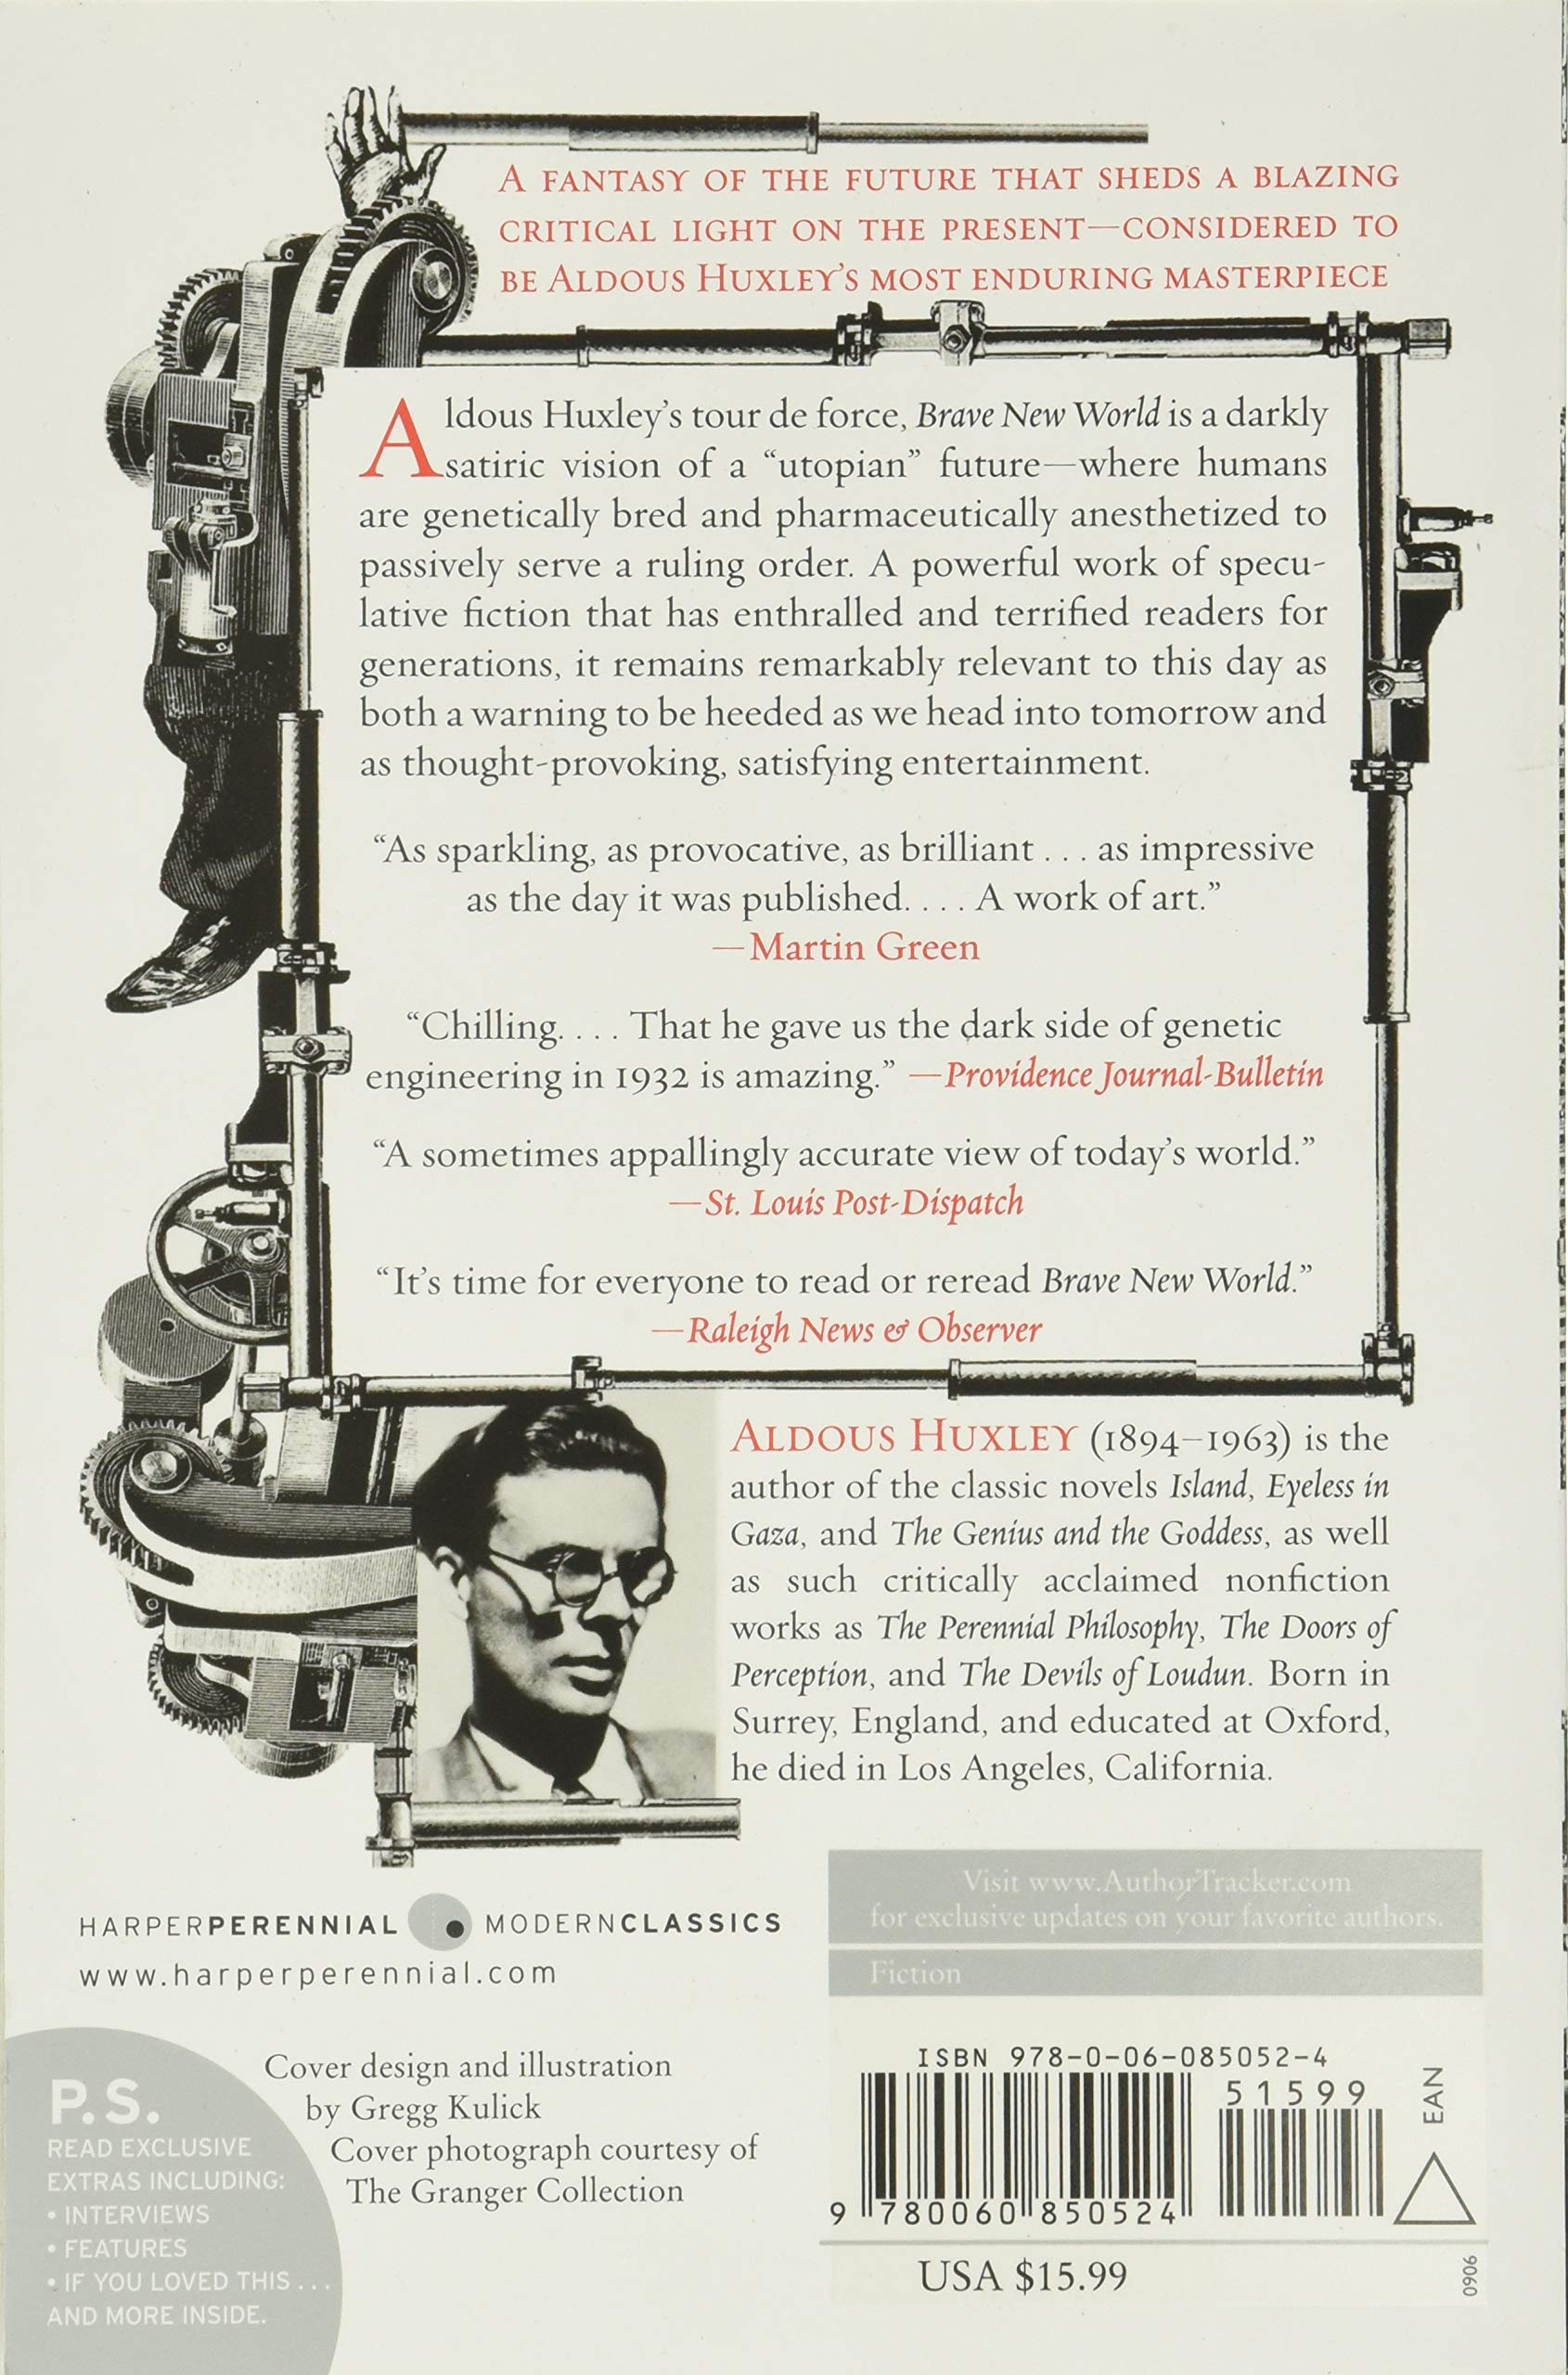 A FANTASY OF THE FUTURE THAT SHEDS A BLAZING
CRITICAL LIGHT ON THE PRESENT—CONSIDERED TO
BE ALDOUS HUXLEY'S MOST ENDURING MASTERPIECE
Aldous Huxley's tour de force, Brave New World is a darkly
satiric vision of a “utopian” future—where humans
are genetically bred and pharmaceutically anesthetized to
passively serve a ruling order. A powerful work of specu-
lative fiction that has enthralled and terrified readers for
generations, it remains remarkably relevant to this day as
both a warning to be heeded as we head into tomorrow and
as thought-provoking, satisfying entertainment.
“As sparkling, as provocative, as brilliant . . . as impressive
as the day it was published. . . . A work of art.”
—Martin Green
“Chilling. . . . That he gave us the dark side of genetic
engineering in 1932 is amazing.” —Providence Journal-Bulletin
“A sometimes appallingly accurate view of today's world.”
—St. Louis Post-Dispatch
“It's time for everyone to read or reread Brave New World.”
—Raleigh News & Observer
ALDOUS HUXLEY (1894–1963) is the
author of the classic novels Island, Eyeless in
Gaza, and The Genius and the Goddess, as well
as such critically acclaimed nonfiction
works as The Perennial Philosophy, The Doors of
Perception, and The Devils of Loudun. Born in
Surrey, England, and educated at Oxford,
he died in Los Angeles, California.
HARPERPERENNIAL MODERNCLASSICS
www.harperperennial.com
Visit www.AuthorTracker.com
for exclusive updates on your favorite authors.
Fiction
P.S.
READ EXCLUSIVE
EXTRAS INCLUDING:
• INTERVIEWS
• FEATURES
• IF YOU LOVED THIS . . .
AND MORE INSIDE.
Cover design and illustration
by Gregg Kulick
Cover photograph courtesy of
The Granger Collection
ISBN 978-0-06-085052-4
51599
EAN
9 780060 850524
USA $15.99
0906